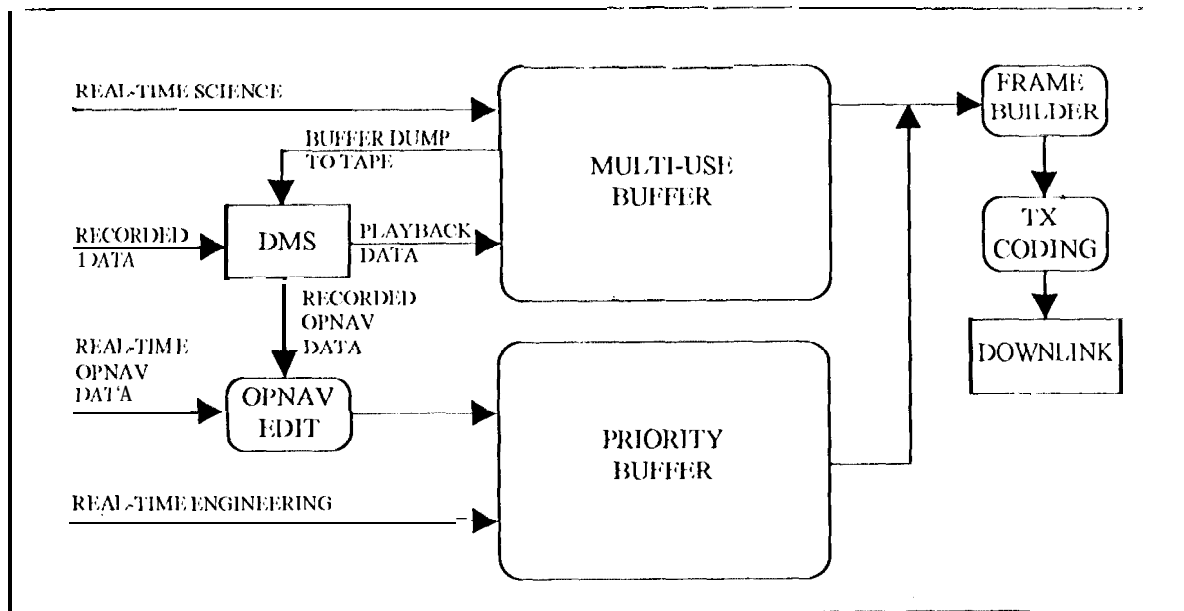 REAL-TIME SCIENCE
BUFFER DUMP
TO TAPE
MULTI-USE
BUFFER
FRAME
BUILDER
RECORDED
DATA
DMS
PLAYBACK
DATA
TX
CODING
RECORDED
OPNAV
DATA
DOWNLINK
REAL-TIME
OPNAV
DATA
OPNAV
EDIT
PRIORITY
BUFFER
REAL-TIME ENGINEERING